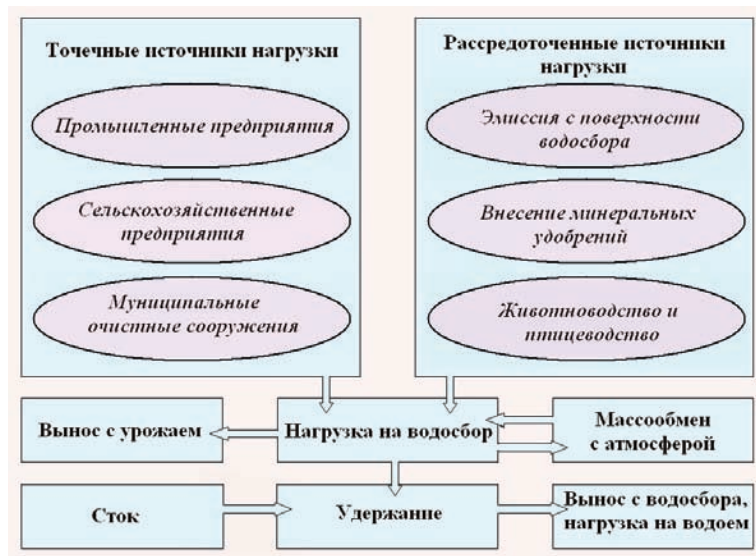 Точечные источники нагрузки
Промышленные предприятия
Сельскохозяйственные
предприятия
Муниципальные
очистные сооружения
Рассредоточенные источники
нагрузки
Эмиссия с поверхности
водосбора
Внесение минеральных
удобрений
Животноводство и
птицеводство
Вынос с урожаем
Нагрузка на водосбор
Массообмен
с атмосферой
Сток
Удержание
Вынос с водосбора,
нагрузка на водоем